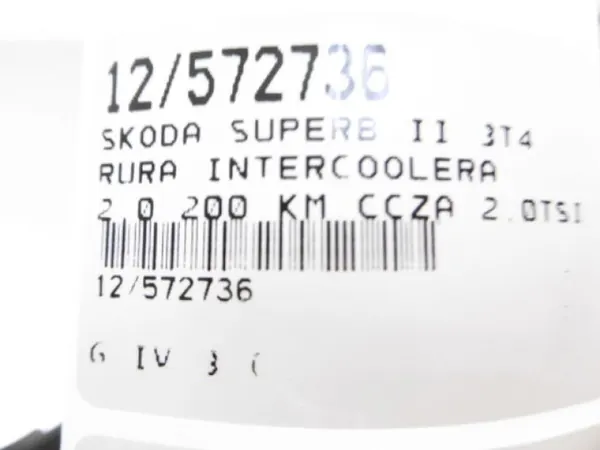 12/572736
SKODA SUPERB II 3T4
RURA INTERCOOLERA
2.0 200 KM CCZA 2.0TSI
12/572736
G IV 3